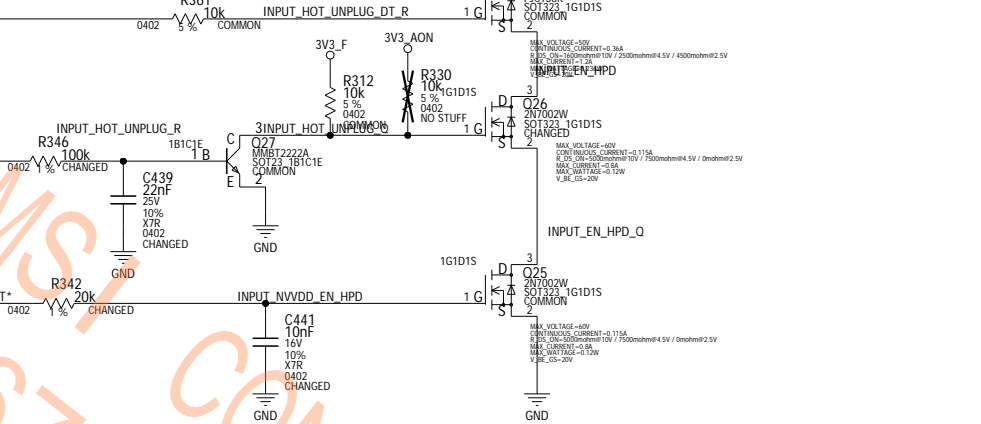 R361
10k
INPUT_HOT_UNPLUG_DT_R
1 G
S
2
SOT323_1G1D1S
COMMON
0402
5 %
COMMON
MAX_VOLTAGE=50V
CONTINUOUS_CURRENT=0.36A
R_DS_ON=1600mohm@10V / 2500mohm@4.5V / 4500mohm@2.5V
MAX_CURRENT=1.2A
INPUT_EN_HPD
3V3_F
3V3_AON
R312
10k
5 %
0402
COMMON
R330
10k
5 %
0402
NO STUFF
1G1D1S
3
D
Q26
2N7002W
SOT323_1G1D1S
CHANGED
1 G
S
2
MAX_VOLTAGE=60V
CONTINUOUS_CURRENT=0.115A
R_DS_ON=5000mohm@10V / 7500mohm@4.5V / 0mohm@2.5V
MAX_CURRENT=0.8A
MAX_WATTAGE=0.12W
V_BE_GS=20V
INPUT_HOT_UNPLUG_R
R346
100k
0402
1 %
CHANGED
1B1C1E
1 B
C
3
INPUT_HOT_UNPLUG_Q
Q27
MMBT2222A
SOT23_1B1C1E
COMMON
E
2
GND
C439
22nF
25V
10%
X7R
0402
CHANGED
GND
INPUT_EN_HPD_Q
R342
20k
T*
0402
1 %
CHANGED
INPUT_NVVDD_EN_HPD
1G1D1S
3
D
Q25
2N7002W
SOT323_1G1D1S
COMMON
1 G
S
2
MAX_VOLTAGE=60V
CONTINUOUS_CURRENT=0.115A
R_DS_ON=5000mohm@10V / 7500mohm@4.5V / 0mohm@2.5V
MAX_CURRENT=0.8A
MAX_WATTAGE=0.12W
V_BE_GS=20V
C441
10nF
16V
10%
X7R
0402
CHANGED
GND
GND
MSI